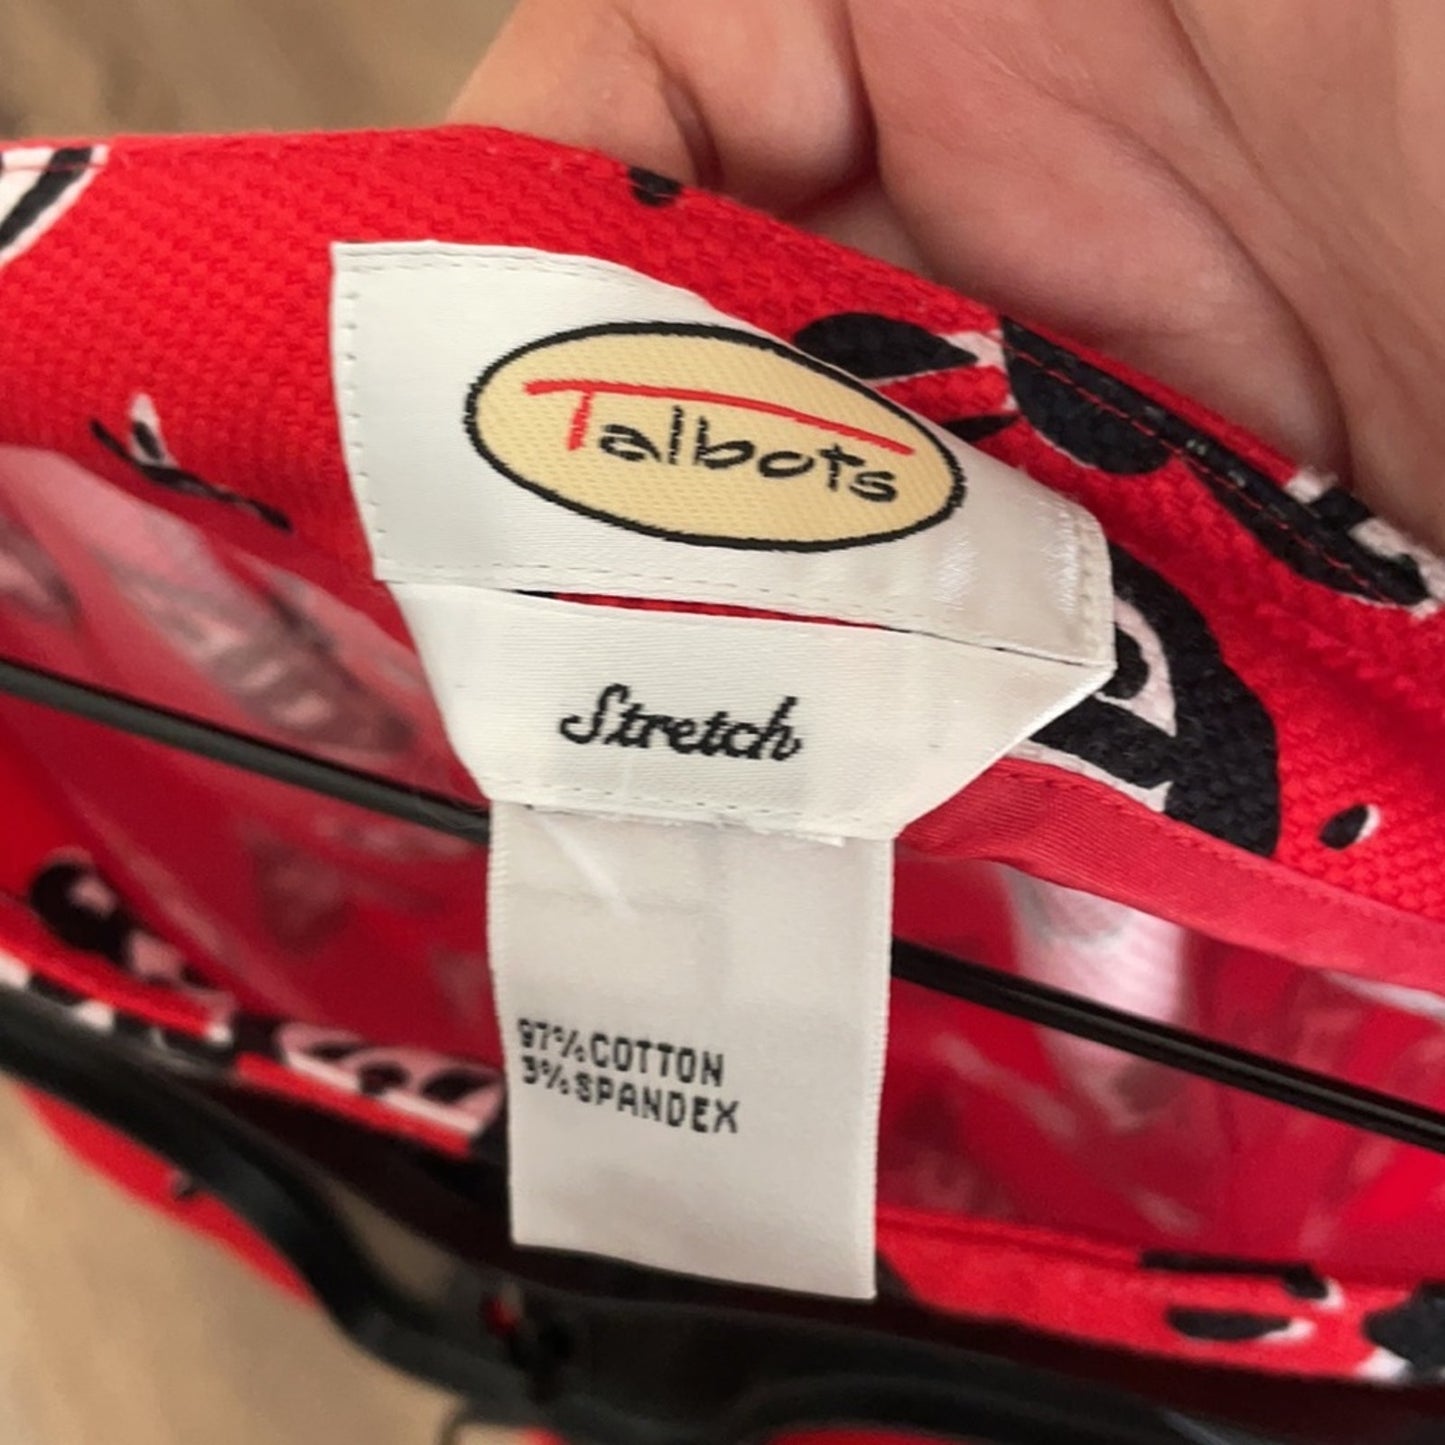 Talbots
Stretch
97% COTTON
3% SPANDEX